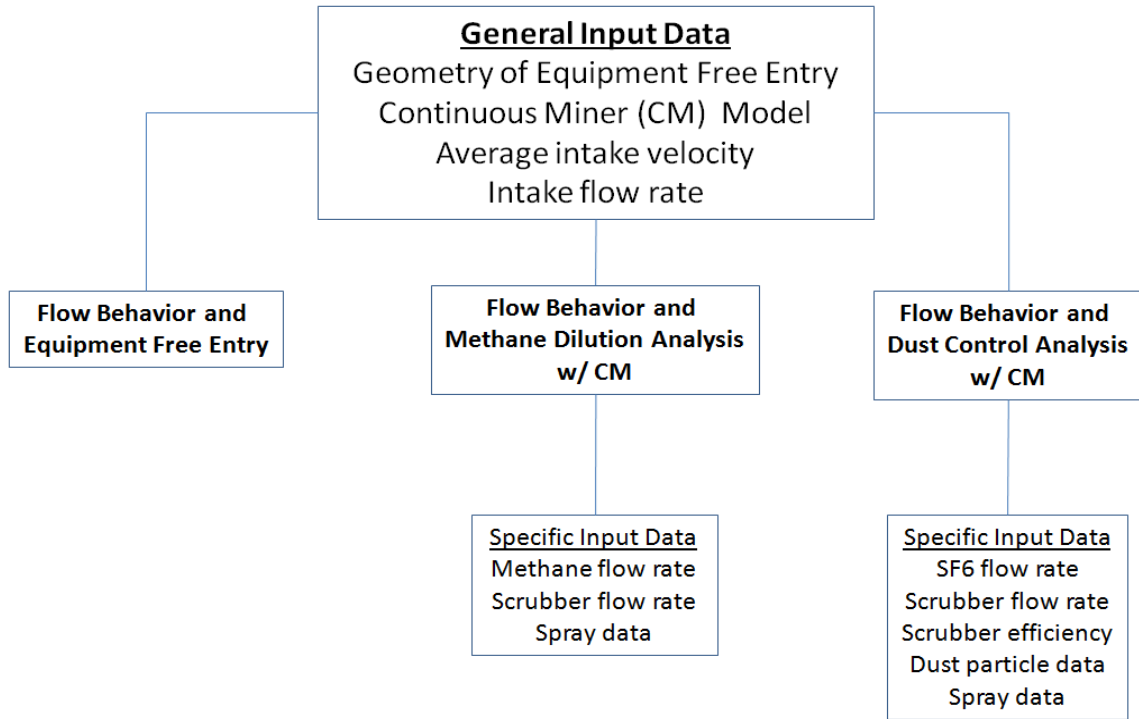 General Input Data
Geometry of Equipment Free Entry
Continuous Miner (CM) Model
Average intake velocity
Intake flow rate
Flow Behavior and
Equipment Free Entry
Flow Behavior and
Methane Dilution Analysis
w/ CM
Flow Behavior and
Dust Control Analysis
w/ CM
Specific Input Data
Methane flow rate
Scrubber flow rate
Spray data
Specific Input Data
SF6 flow rate
Scrubber flow rate
Scrubber efficiency
Dust particle data
Spray data